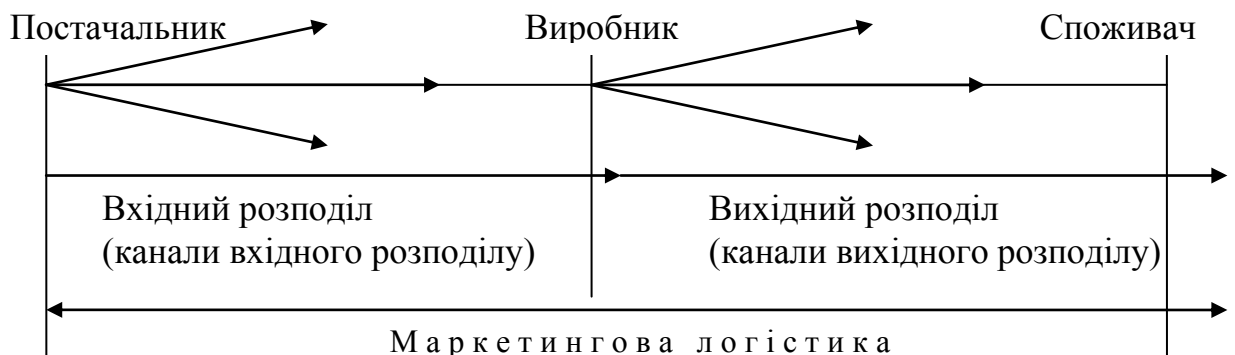 Постачальник Виробник Споживач
Вхідний розподіл
(канали вхідного розподілу)
Вихідний розподіл
(канали вихідного розподілу)
Маркетингова логістика